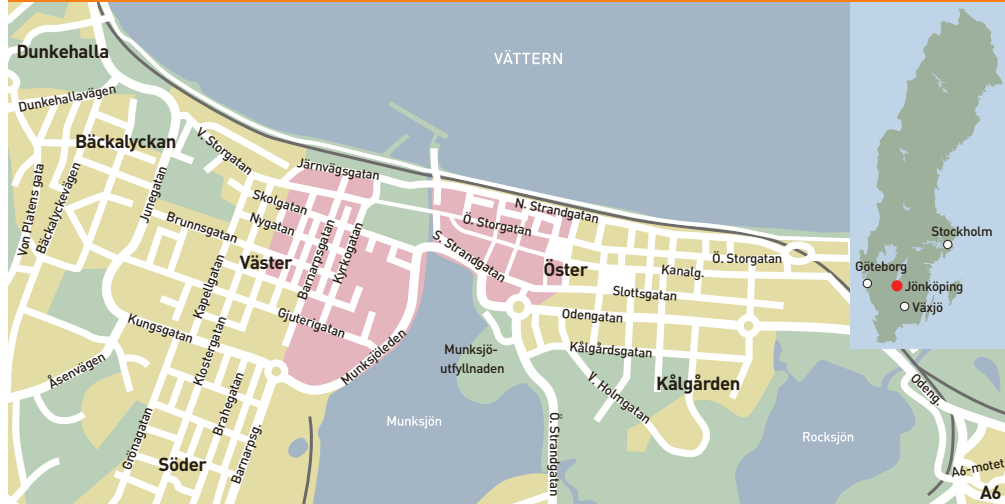 VÄTTERN
Dunkehalla
Dunkehallavägen
Bäckalyckan
V. Storgatan
Järnvägsgatan
Von Platens gata
Bäckalyckevägen
Junegatan
Skolgatan
Nygatan
Brunnsgatan
Väster
Barnarpsgatan
Kyrkogatan
Kapellgatan
Gjuterigatan
Munksjöleden
Kungsgatan
Åsenvägen
Klostergatan
Brahegatan
Grönagatan
Barnarpsg.
Söder
N. Strandgatan
Ö. Storgatan
S. Strandgatan
Öster
Kanalg.
Ö. Storgatan
Slottsgatan
Odengatan
Kålgårdsgatan
Munksjö-
utfyllnaden
V. Holmgatan
Kålgården
Munksjön
Ö. Strandgatan
Rocksjön
Odeng.
A6-motet
A6
Stockholm
Göteborg
Jönköping
Växjö